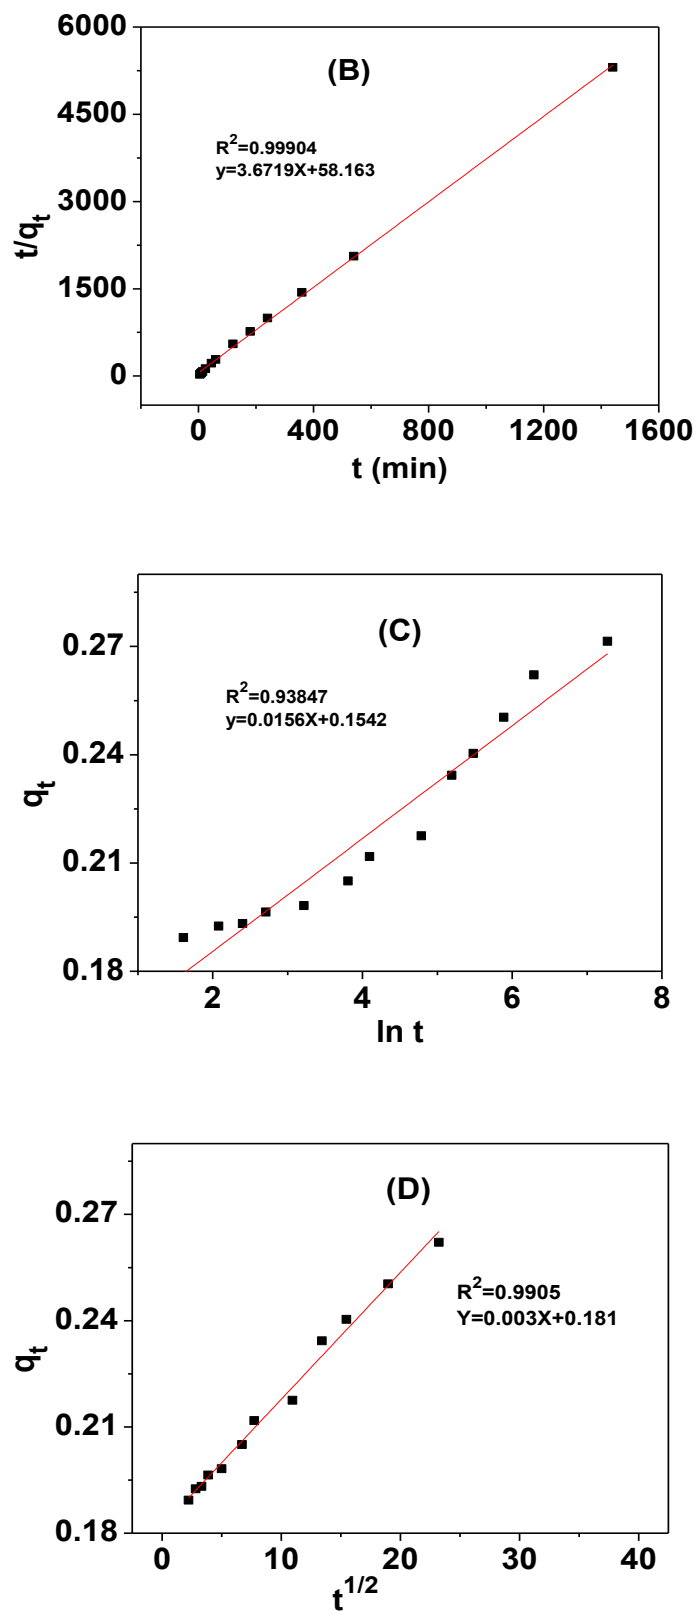 6000
(B)
4500
R²=0.99904
y=3.6719X+58.163
3000
t/qₜ
1500
0
0 400 800 1200 1600
t (min)
(C)
0.27
R²=0.93847
y=0.0156X+0.1542
0.24
qₜ
0.21
0.18
2 4 6 8
ln t
(D)
0.27
R²=0.9905
Y=0.003X+0.181
0.24
qₜ
0.21
0.18
0 10 20 30 40
t^1/2